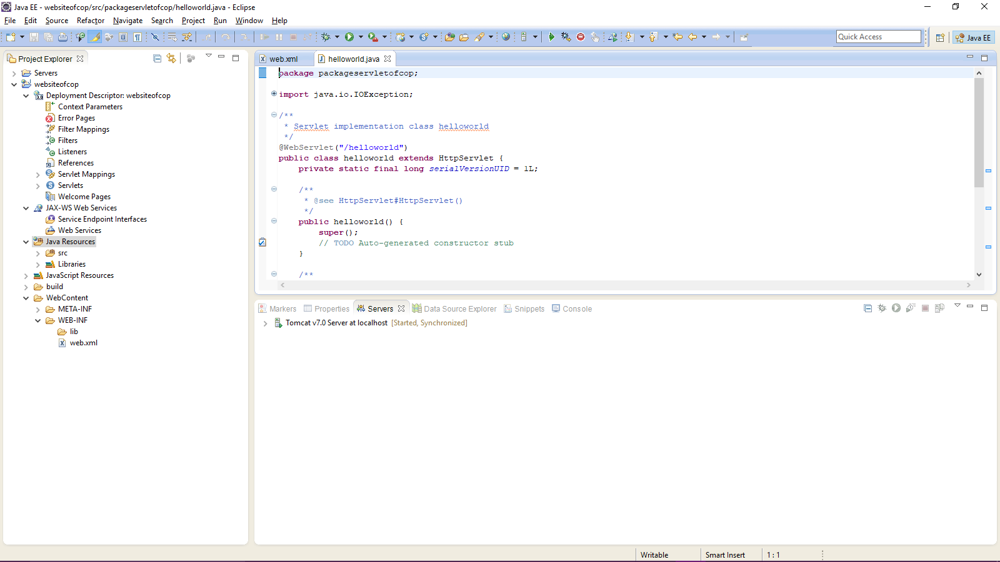 Java EE - websiteofcop/src/packageservletofcop/helloworld.java - Eclipse
File Edit Source Refactor Navigate Search Project Run Window Help
Quick Access
Java EE
Project Explorer
Servers
websiteofcop
Deployment Descriptor: websiteofcop
Context Parameters
Error Pages
Filter Mappings
Filters
Listeners
References
Servlet Mappings
Servlets
Welcome Pages
JAX-WS Web Services
Service Endpoint Interfaces
Web Services
Java Resources
src
Libraries
JavaScript Resources
build
WebContent
META-INF
WEB-INF
lib
web.xml
web.xml helloworld.java
package packageservletofcop;
import java.io.IOException;
/**
* Servlet implementation class helloworld
*/
@WebServlet("/helloworld")
public class helloworld extends HttpServlet {
private static final long serialVersionUID = 1L;
/**
* @see HttpServlet#HttpServlet()
*/
public helloworld() {
super();
// TODO Auto-generated constructor stub
}
/**
Markers Properties Servers Data Source Explorer Snippets Console
Tomcat v7.0 Server at localhost [Started, Synchronized]
Writable Smart Insert 1 : 1